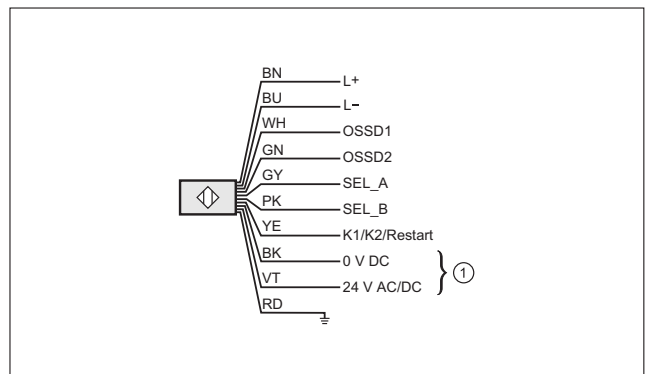 BN L+
BU L−
WH OSSD1
GN OSSD2
GY SEL_A
PK SEL_B
YE K1/K2/Restart
BK 0 V DC
VT 24 V AC/DC
1
RD